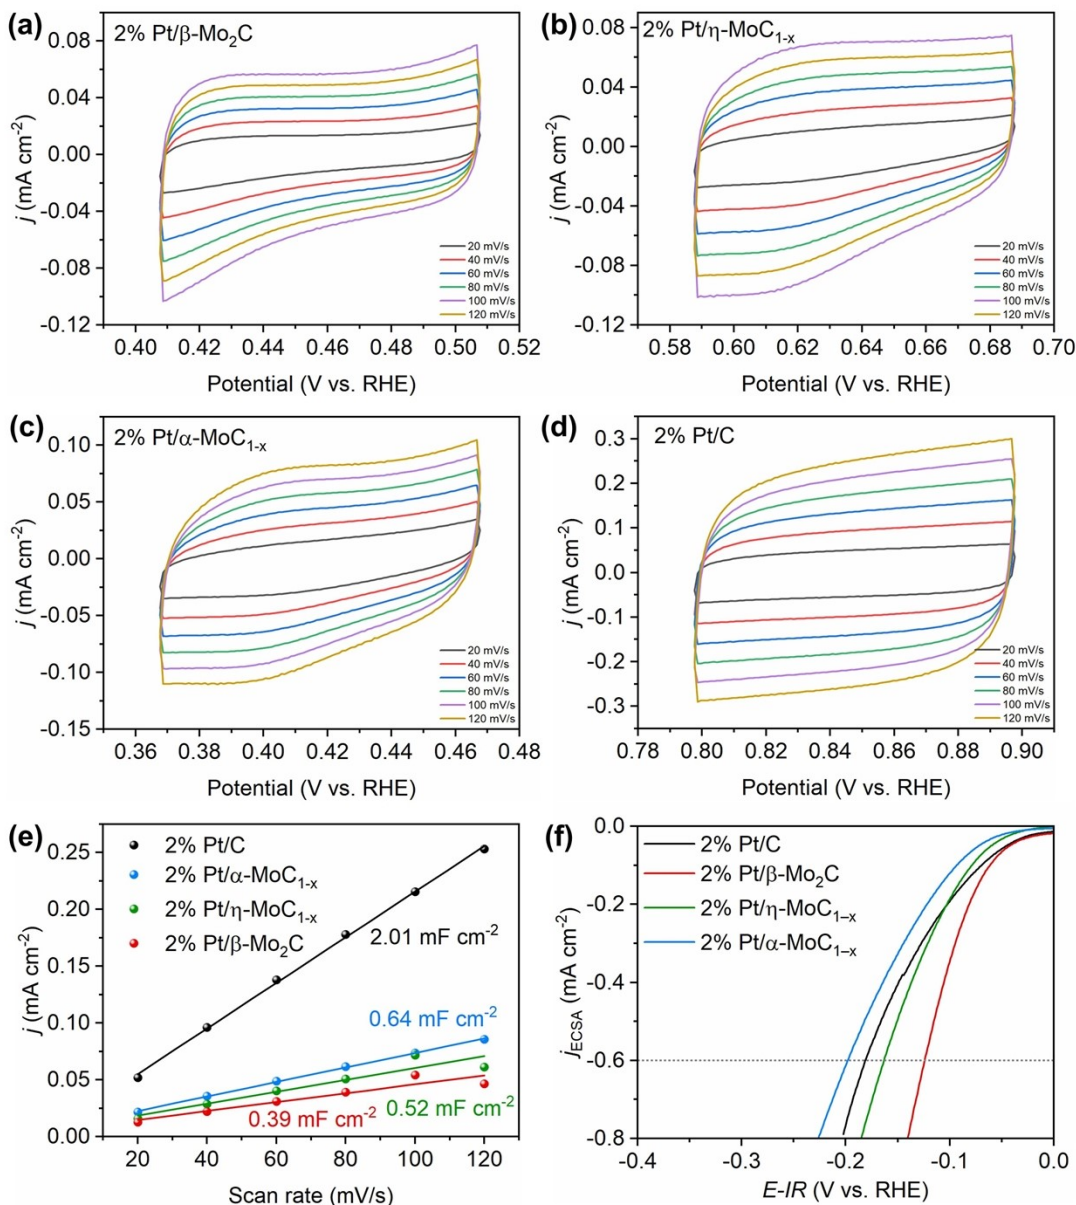 (a)
2% Pt/β-Mo₂C
0.08
0.04
0.00
-0.04
-0.08
-0.12
j (mA cm⁻²)
20 mV/s
40 mV/s
60 mV/s
80 mV/s
100 mV/s
120 mV/s
0.40 0.42 0.44 0.46 0.48 0.50 0.52
Potential (V vs. RHE)
(b)
2% Pt/η-MoC₁₋ₓ
0.08
0.04
0.00
-0.04
-0.08
-0.12
j (mA cm⁻²)
20 mV/s
40 mV/s
60 mV/s
80 mV/s
100 mV/s
120 mV/s
0.58 0.60 0.62 0.64 0.66 0.68 0.70
Potential (V vs. RHE)
(c)
2% Pt/α-MoC₁₋ₓ
0.10
0.05
0.00
-0.05
-0.10
-0.15
j (mA cm⁻²)
20 mV/s
40 mV/s
60 mV/s
80 mV/s
100 mV/s
120 mV/s
0.36 0.38 0.40 0.42 0.44 0.46 0.48
Potential (V vs. RHE)
(d)
2% Pt/C
0.3
0.2
0.1
0.0
-0.1
-0.2
-0.3
j (mA cm⁻²)
20 mV/s
40 mV/s
60 mV/s
80 mV/s
100 mV/s
120 mV/s
0.78 0.80 0.82 0.84 0.86 0.88 0.90
Potential (V vs. RHE)
(e)
2% Pt/C
2% Pt/α-MoC₁₋ₓ
2% Pt/η-MoC₁₋ₓ
2% Pt/β-Mo₂C
2.01 mF cm⁻²
0.64 mF cm⁻²
0.39 mF cm⁻²
0.52 mF cm⁻²
0.25
0.20
0.15
0.10
0.05
0.00
j (mA cm⁻²)
20 40 60 80 100 120
Scan rate (mV/s)
(f)
2% Pt/C
2% Pt/β-Mo₂C
2% Pt/η-MoC₁₋ₓ
2% Pt/α-MoC₁₋ₓ
0.0
-0.2
-0.4
-0.6
-0.8
j_ECSA (mA cm⁻²)
-0.4 -0.3 -0.2 -0.1 0.0
E-IR (V vs. RHE)